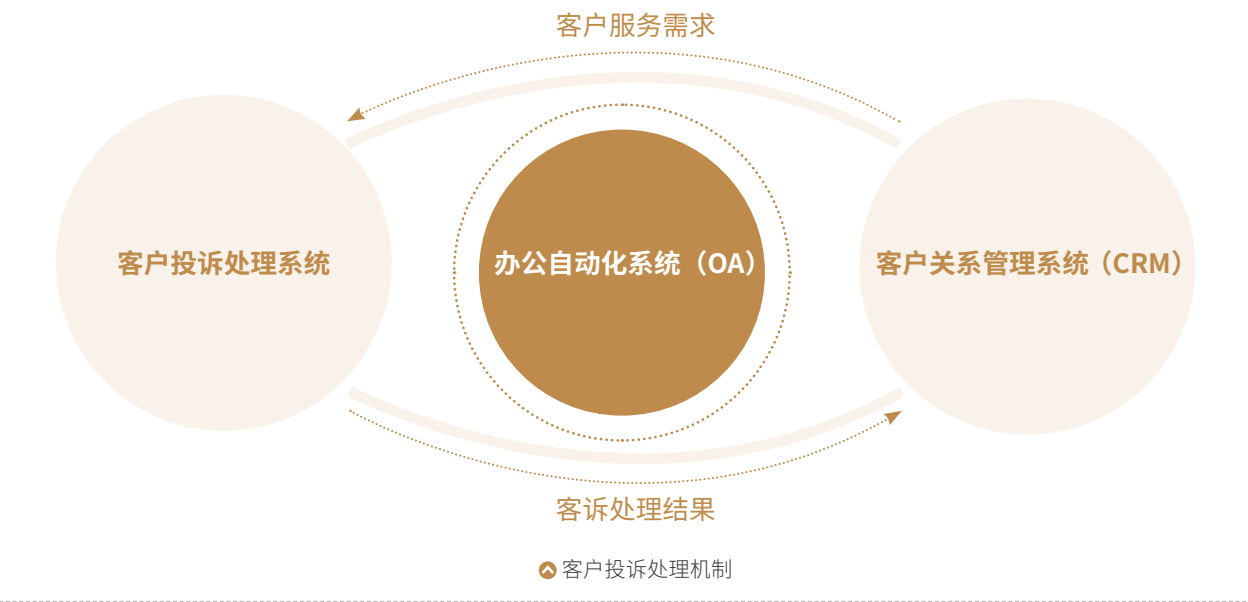 客户服务需求
客户投诉处理系统
办公自动化系统（OA）
客户关系管理系统（CRM）
客诉处理结果
客户投诉处理机制